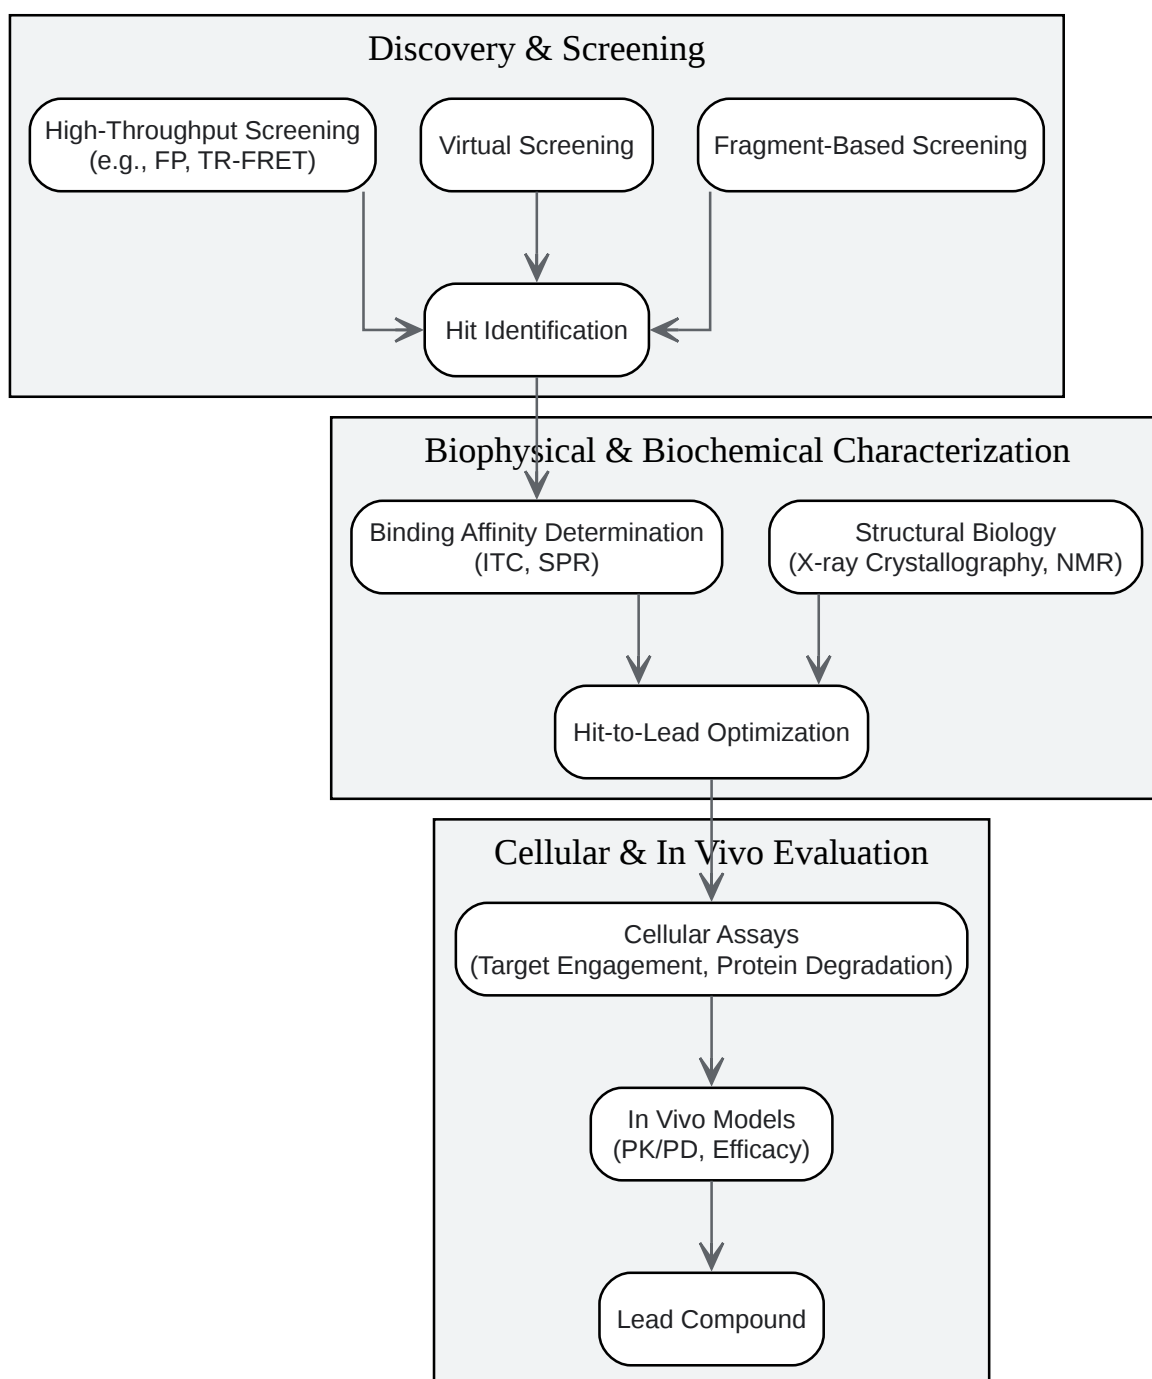 Discovery & Screening
High-Throughput Screening
(e.g., FP, TR-FRET)
Virtual Screening
Fragment-Based Screening
Hit Identification
Biophysical & Biochemical Characterization
Binding Affinity Determination
(ITC, SPR)
Structural Biology
(X-ray Crystallography, NMR)
Hit-to-Lead Optimization
Cellular & In Vivo Evaluation
Cellular Assays
(Target Engagement, Protein Degradation)
In Vivo Models
(PK/PD, Efficacy)
Lead Compound